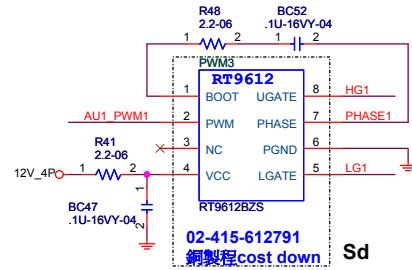 R48
2.2-06
BC52
.1U-16VY-04
1 2 1 2
PWM3
RT9612
1 BOOT UGATE 8 HG1
AU1_PWM1 2 PWM PHASE 7 PHASE1
R41
2.2-06
3 NC PGND 6
12V_4P 1 2 4 VCC LGATE 5 LG1
BC47
.1U-16VY-04
1
2
RT9612BZS
02-415-612791
銅製程cost down
Sd